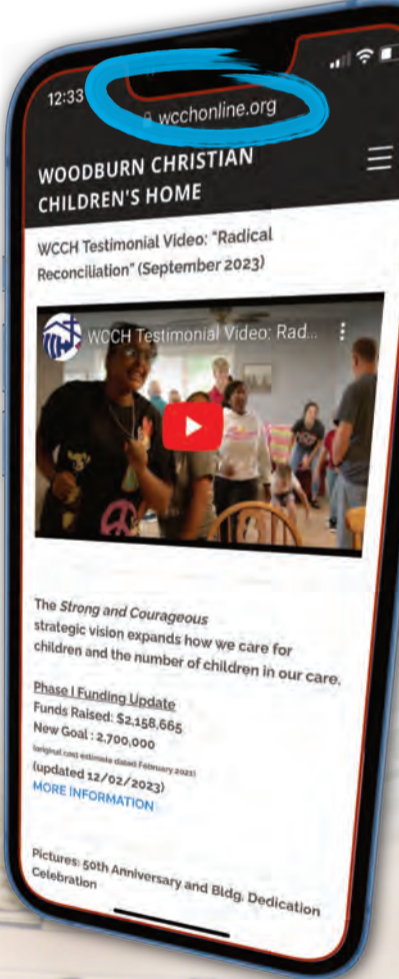 12:33
wcchonline.org
WOODBURN CHRISTIAN
CHILDREN'S HOME
WCCH Testimonial Video: "Radical
Reconciliation" (September 2023)
WCCH Testimonial Video: Rad...
The Strong and Courageous
strategic vision expands how we care for
children and the number of children in our care.
Phase I Funding Update
Funds Raised: $2,158,665
New Goal : 2,700,000
(original cost estimate dated February 2021)
(updated 12/02/2023)
MORE INFORMATION
Pictures: 50th Anniversary and Bldg. Dedication
Celebration